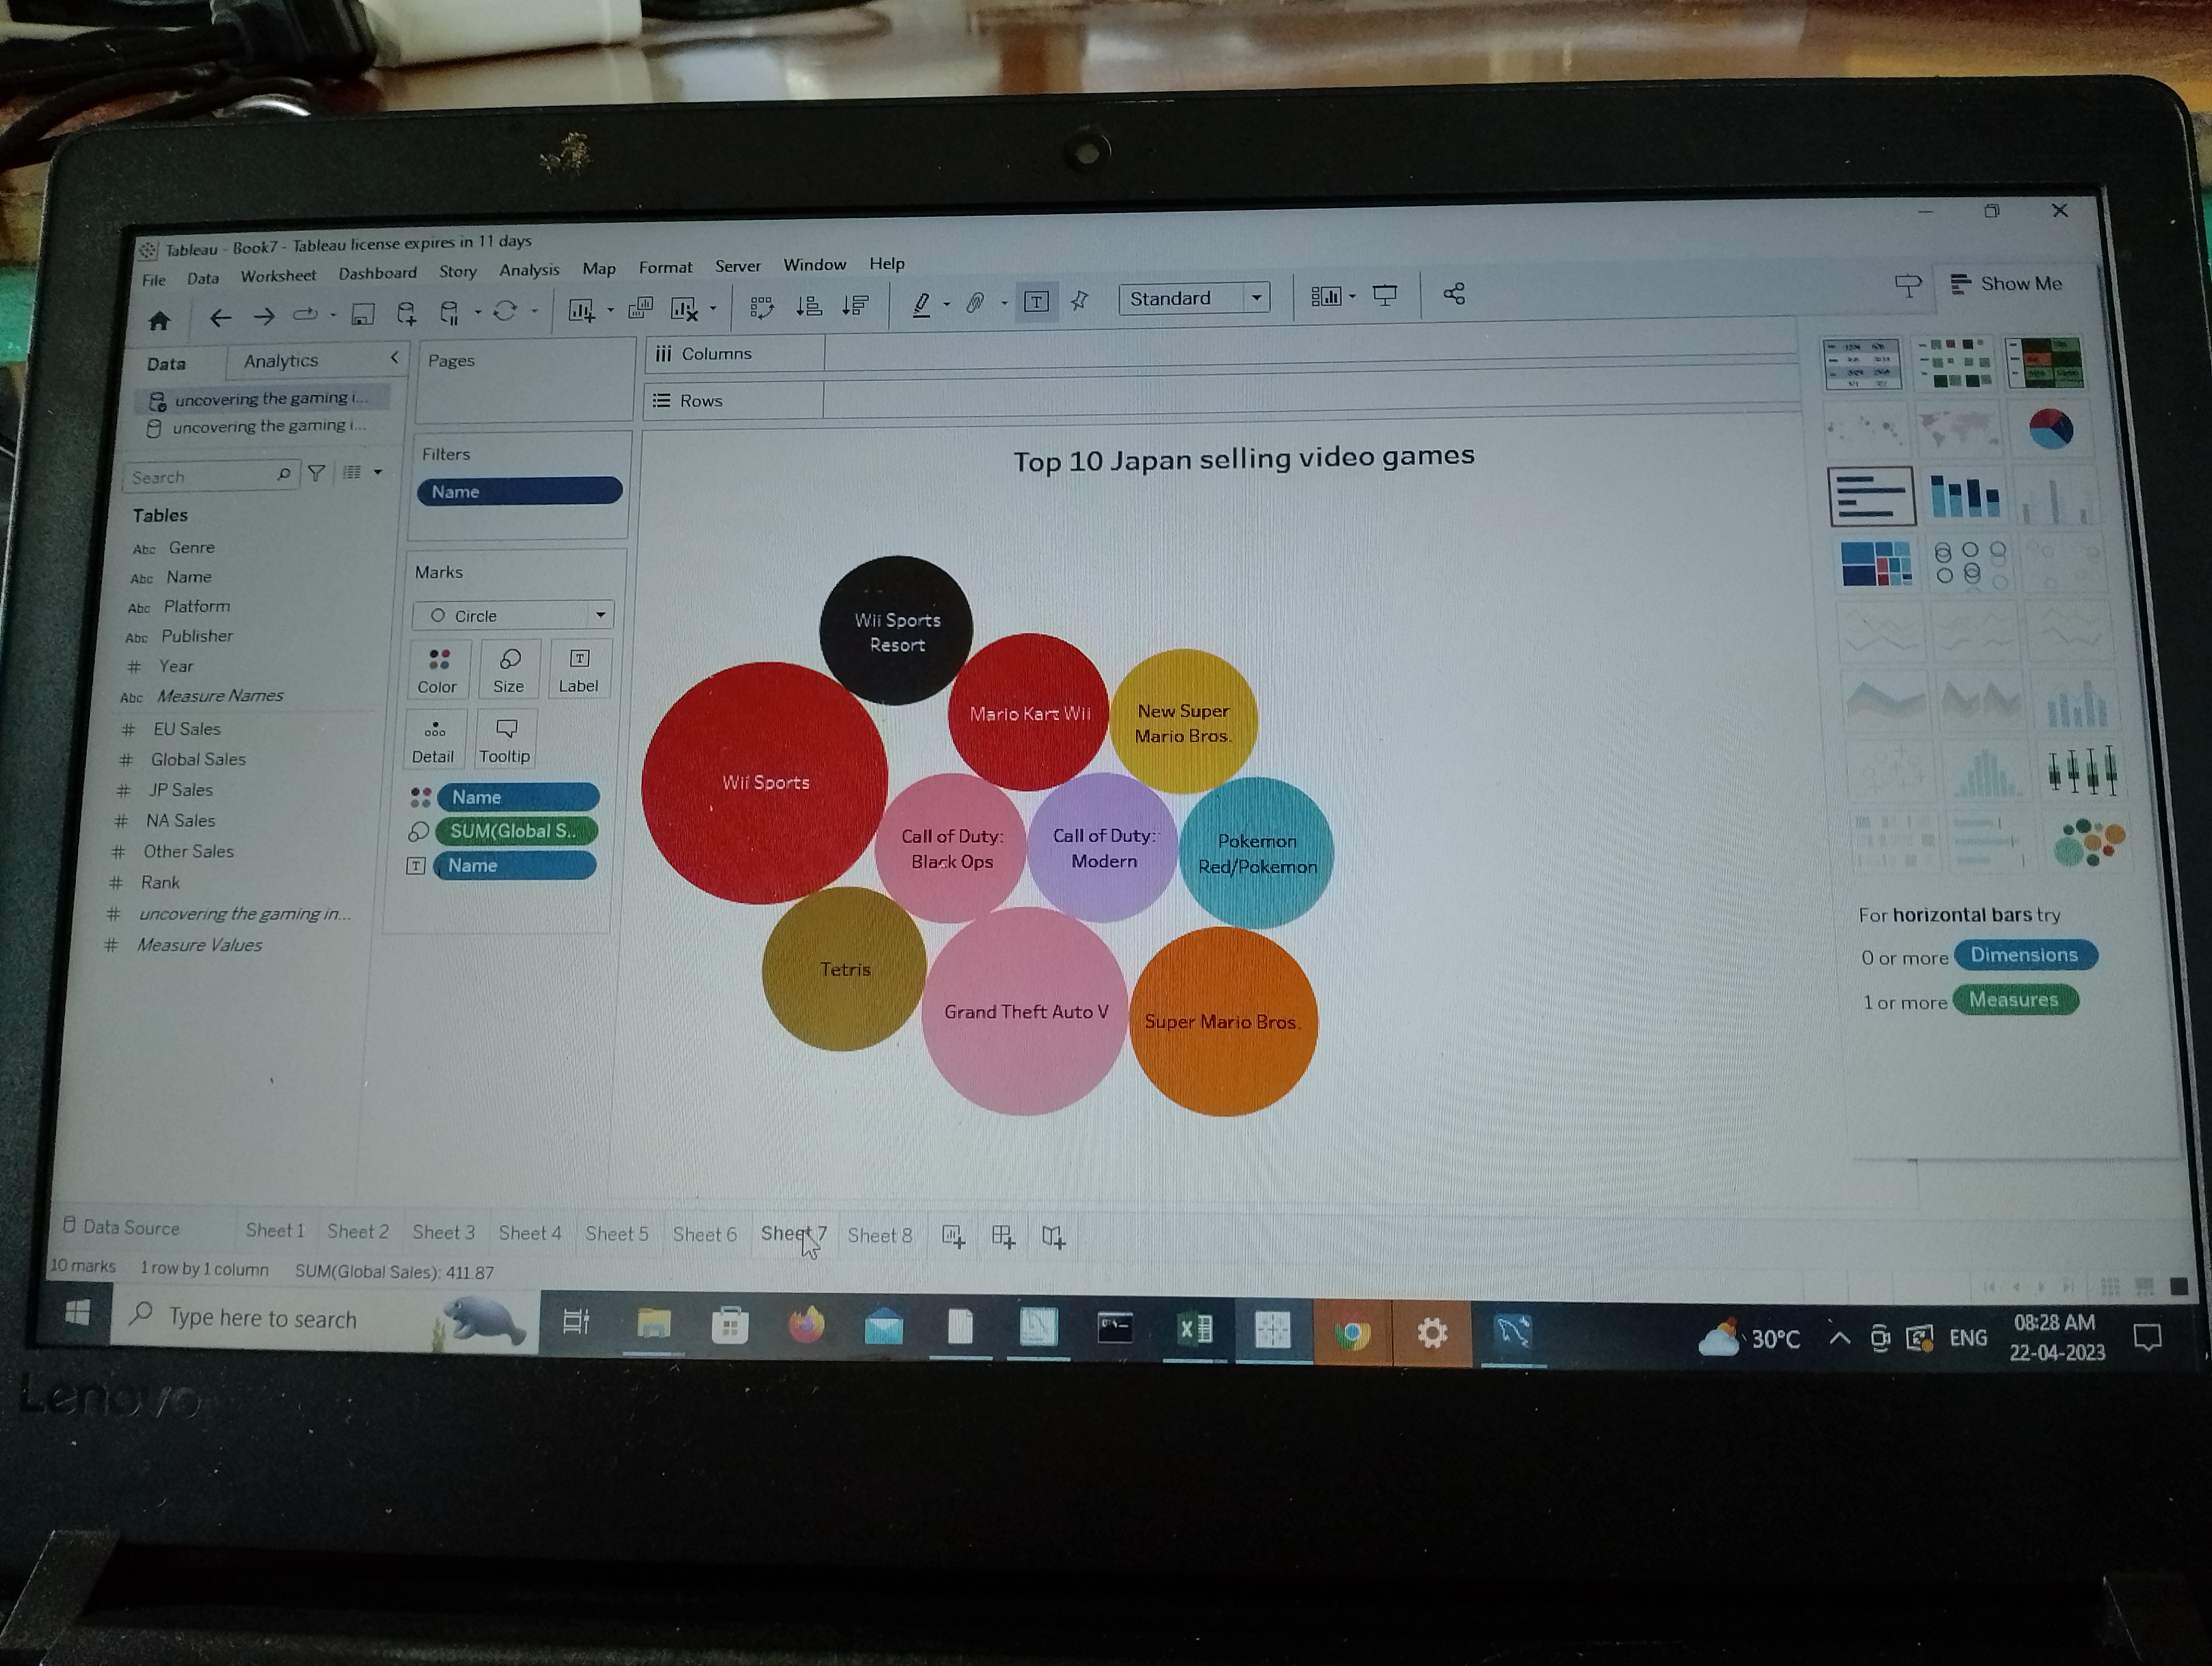 Tableau - Book7 - Tableau license expires in 11 days
File Data Worksheet Dashboard Story Analysis Map Format Server Window Help
Standard
Show Me
Data Analytics
uncovering the gaming i...
uncovering the gaming i...
Search
Tables
Abc Genre
Abc Name
Abc Platform
Abc Publisher
# Year
Abc Measure Names
# EU Sales
# Global Sales
# JP Sales
# NA Sales
# Other Sales
# Rank
# uncovering the gaming in...
# Measure Values
Pages
Filters
Name
Marks
Circle
Color Size Label
Detail Tooltip
Name
SUM(Global S..
Name
Columns
Rows
Top 10 Japan selling video games
Wii Sports
Resort
Mario Kart Wii
New Super
Mario Bros.
Wii Sports
Call of Duty:
Black Ops
Call of Duty:
Modern
Pokemon
Red/Pokemon
Tetris
Grand Theft Auto V
Super Mario Bros.
For horizontal bars try
0 or more Dimensions
1 or more Measures
Data Source Sheet 1 Sheet 2 Sheet 3 Sheet 4 Sheet 5 Sheet 6 Sheet 7 Sheet 8
10 marks 1 row by 1 column SUM(Global Sales): 411.87
Type here to search
30°C
ENG
08:28 AM
22-04-2023
Lenovo